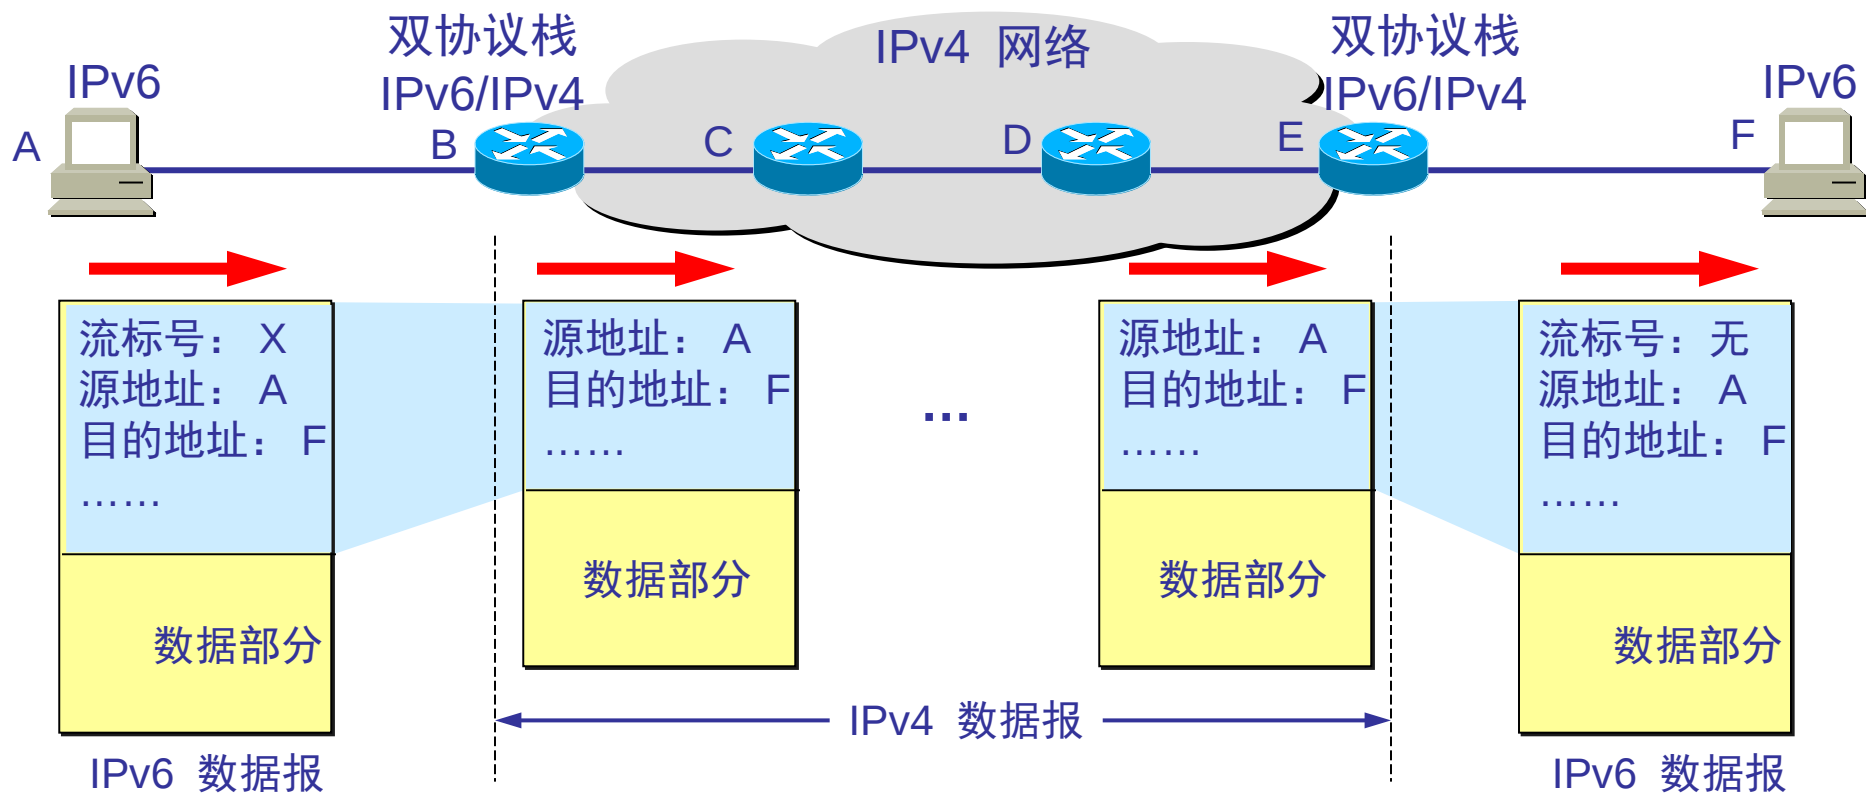 双协议栈
IPv6/IPv4
IPv4 网络
双协议栈
IPv6/IPv4
IPv6
IPv6
A
B
C
D
E
F
流标号： X
源地址： A
目的地址： F
……
数据部分
IPv6 数据报
源地址： A
目的地址： F
……
数据部分
…
源地址： A
目的地址： F
……
数据部分
IPv4 数据报
流标号：无
源地址： A
目的地址： F
……
数据部分
IPv6 数据报